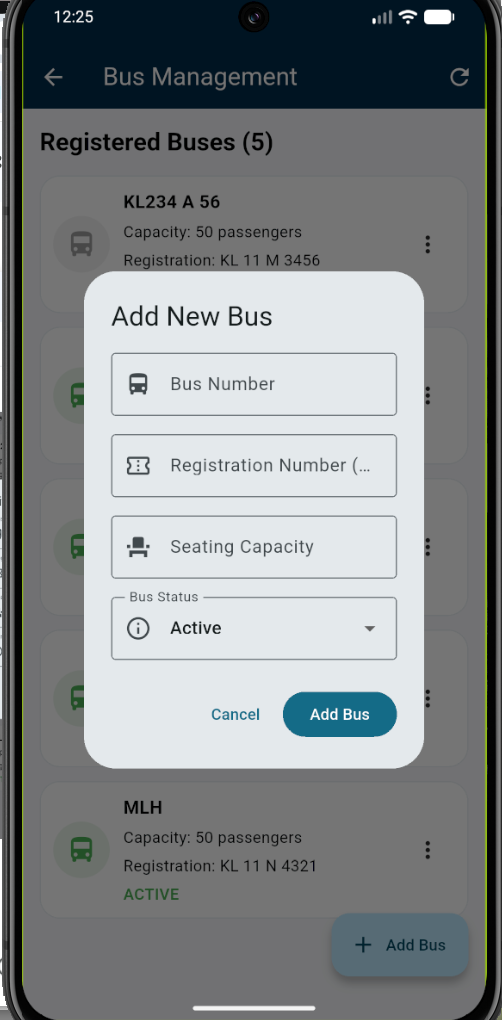 12:25
Bus Management
Registered Buses (5)
KL234 A 56
Capacity: 50 passengers
Registration: KL 11 M 3456
Add New Bus
Bus Number
Registration Number (...
Seating Capacity
Bus Status
Active
Cancel
Add Bus
MLH
Capacity: 50 passengers
Registration: KL 11 N 4321
ACTIVE
+ Add Bus